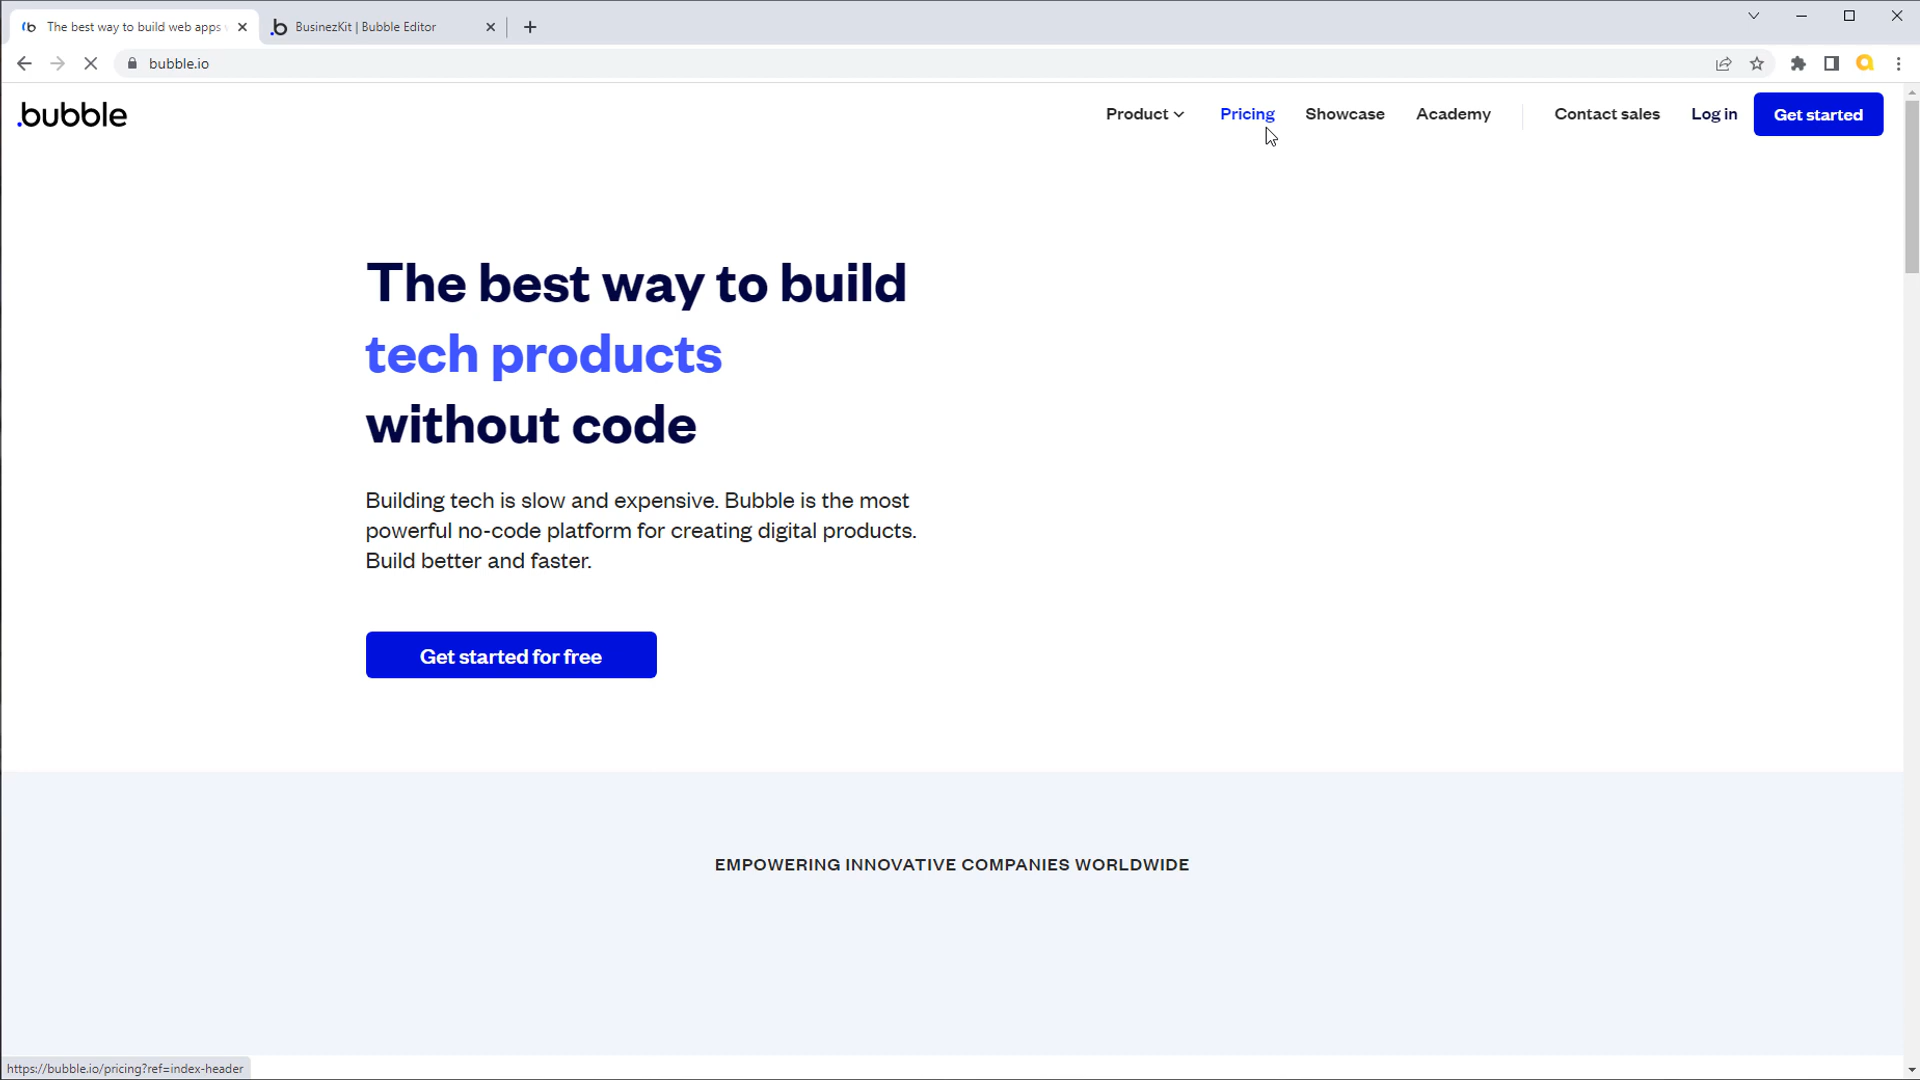 The best way to build web apps
BusinezKit | Bubble Editor
bubble.io
.bubble
Product
Pricing
Showcase
Academy
Contact sales
Log in
Get started
The best way to build
tech products
without code
Building tech is slow and expensive. Bubble is the most
powerful no-code platform for creating digital products.
Build better and faster.
Get started for free
EMPOWERING INNOVATIVE COMPANIES WORLDWIDE
https://bubble.io/pricing?ref=index-header